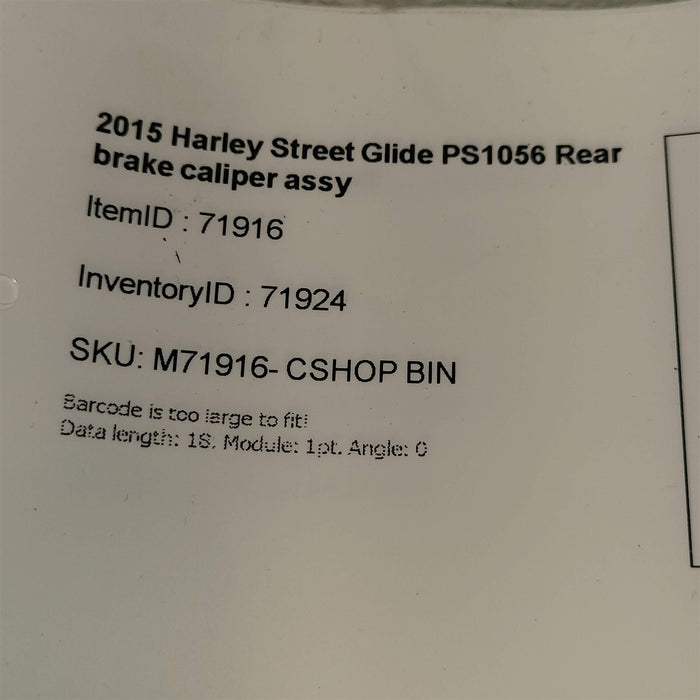 2015 Harley Street Glide PS1056 Rear
brake caliper assy
ItemID : 71916
InventoryID : 71924
SKU: M71916- CSHOP BIN
Barcode is too large to fit!
Data length: 18. Module: 1pt. Angle: 0